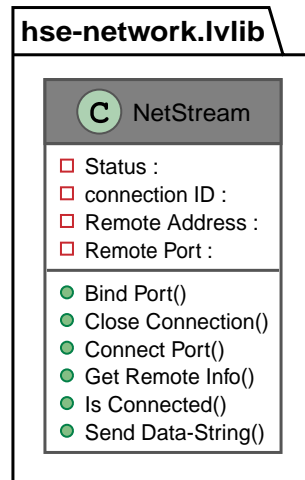 hse-network.lvlib
C NetStream
Status :
connection ID :
Remote Address :
Remote Port :
Bind Port()
Close Connection()
Connect Port()
Get Remote Info()
Is Connected()
Send Data-String()